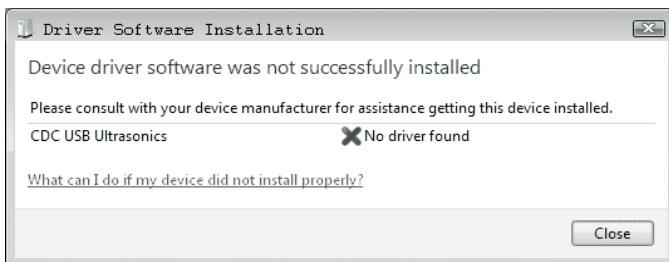 Driver Software Installation
Device driver software was not successfully installed
Please consult with your device manufacturer for assistance getting this device installed.
CDC USB Ultrasonics No driver found
What can I do if my device did not install properly?
Close